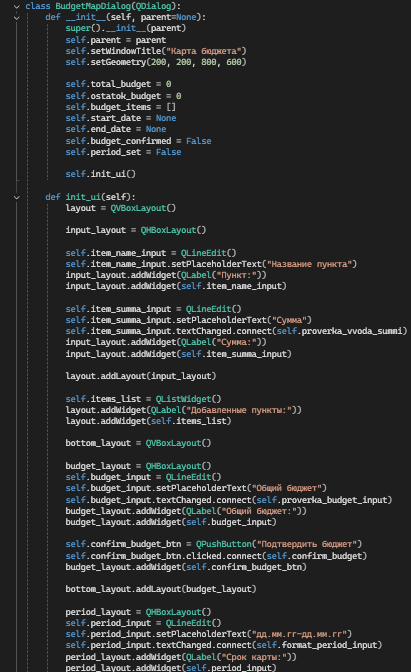 class BudgetMapDialog(QDialog):
    def __init__(self, parent=None):
        super().__init__(parent)
        self.parent = parent
        self.setWindowTitle("Карта бюджета")
        self.setGeometry(200, 200, 800, 600)

        self.total_budget = 0
        self.ostatok_budget = 0
        self.budget_items = []
        self.start_date = None
        self.end_date = None
        self.budget_confirmed = False
        self.period_set = False

        self.init_ui()

    def init_ui(self):
        layout = QVBoxLayout()

        input_layout = QHBoxLayout()

        self.item_name_input = QLineEdit()
        self.item_name_input.setPlaceholderText("Название пункта")
        input_layout.addWidget(QLabel("Пункт:"))
        input_layout.addWidget(self.item_name_input)

        self.item_summa_input = QLineEdit()
        self.item_summa_input.setPlaceholderText("Сумма")
        self.item_summa_input.textChanged.connect(self.proverka_vvoda_summi)
        input_layout.addWidget(QLabel("Сумма:"))
        input_layout.addWidget(self.item_summa_input)

        layout.addLayout(input_layout)

        self.items_list = QListWidget()
        layout.addWidget(QLabel("Добавленные пункты:"))
        layout.addWidget(self.items_list)

        bottom_layout = QVBoxLayout()

        budget_layout = QHBoxLayout()
        self.budget_input = QLineEdit()
        self.budget_input.setPlaceholderText("Общий бюджет")
        self.budget_input.textChanged.connect(self.proverka_budget_input)
        budget_layout.addWidget(QLabel("Общий бюджет:"))
        budget_layout.addWidget(self.budget_input)

        self.confirm_budget_btn = QPushButton("Подтвердить бюджет")
        self.confirm_budget_btn.clicked.connect(self.confirm_budget)
        budget_layout.addWidget(self.confirm_budget_btn)

        bottom_layout.addLayout(budget_layout)

        period_layout = QHBoxLayout()
        self.period_input = QLineEdit()
        self.period_input.setPlaceholderText("дд.мм.гг-дд.мм.гг")
        self.period_input.textChanged.connect(self.format_period_input)
        period_layout.addWidget(QLabel("Срок карты:"))
        period_layout.addWidget(self.period_input)